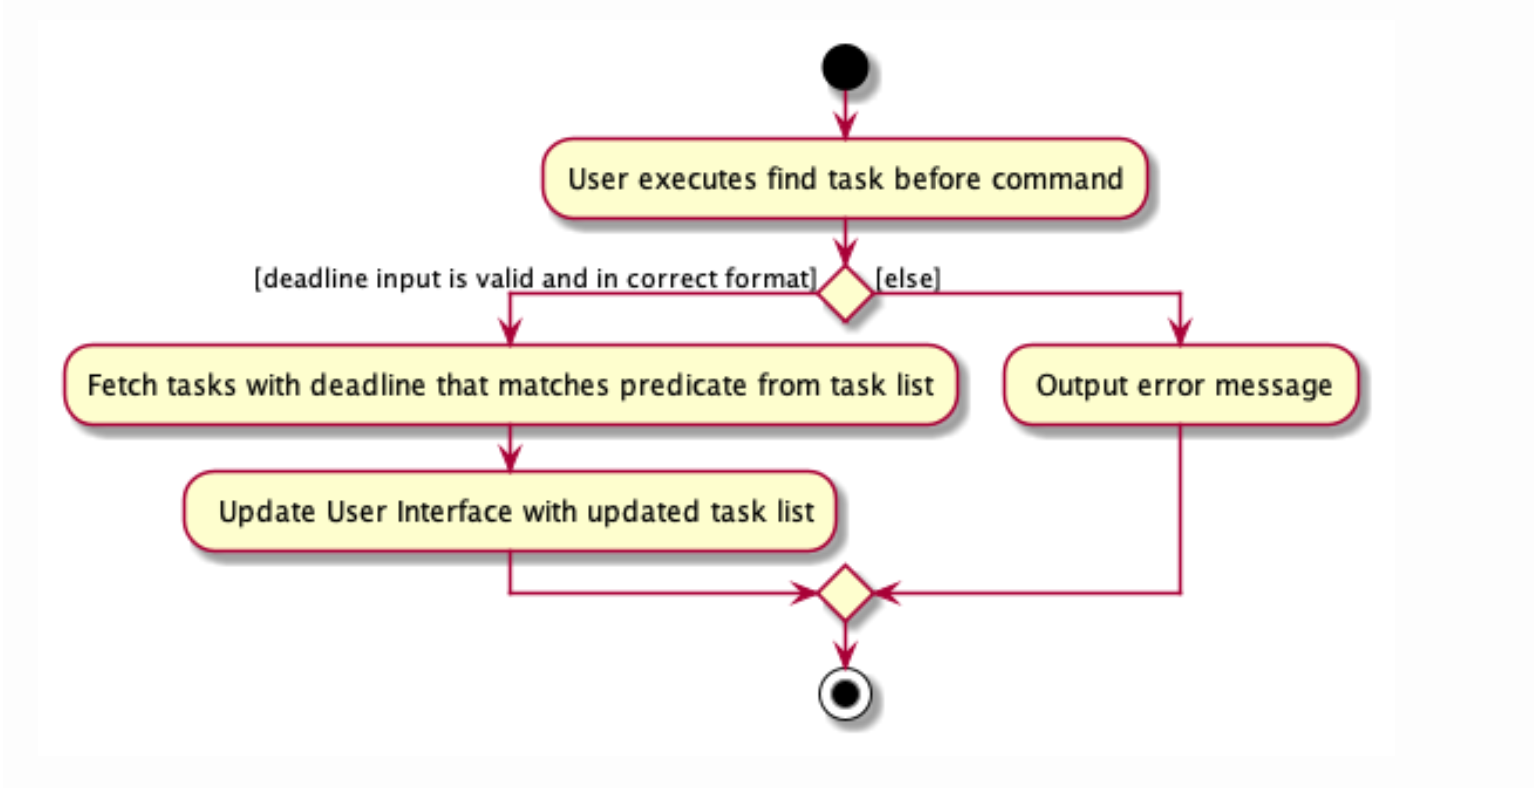 User executes find task before command
[deadline input is valid and in correct format]
[else]
Fetch tasks with deadline that matches predicate from task list
Output error message
Update User Interface with updated task list